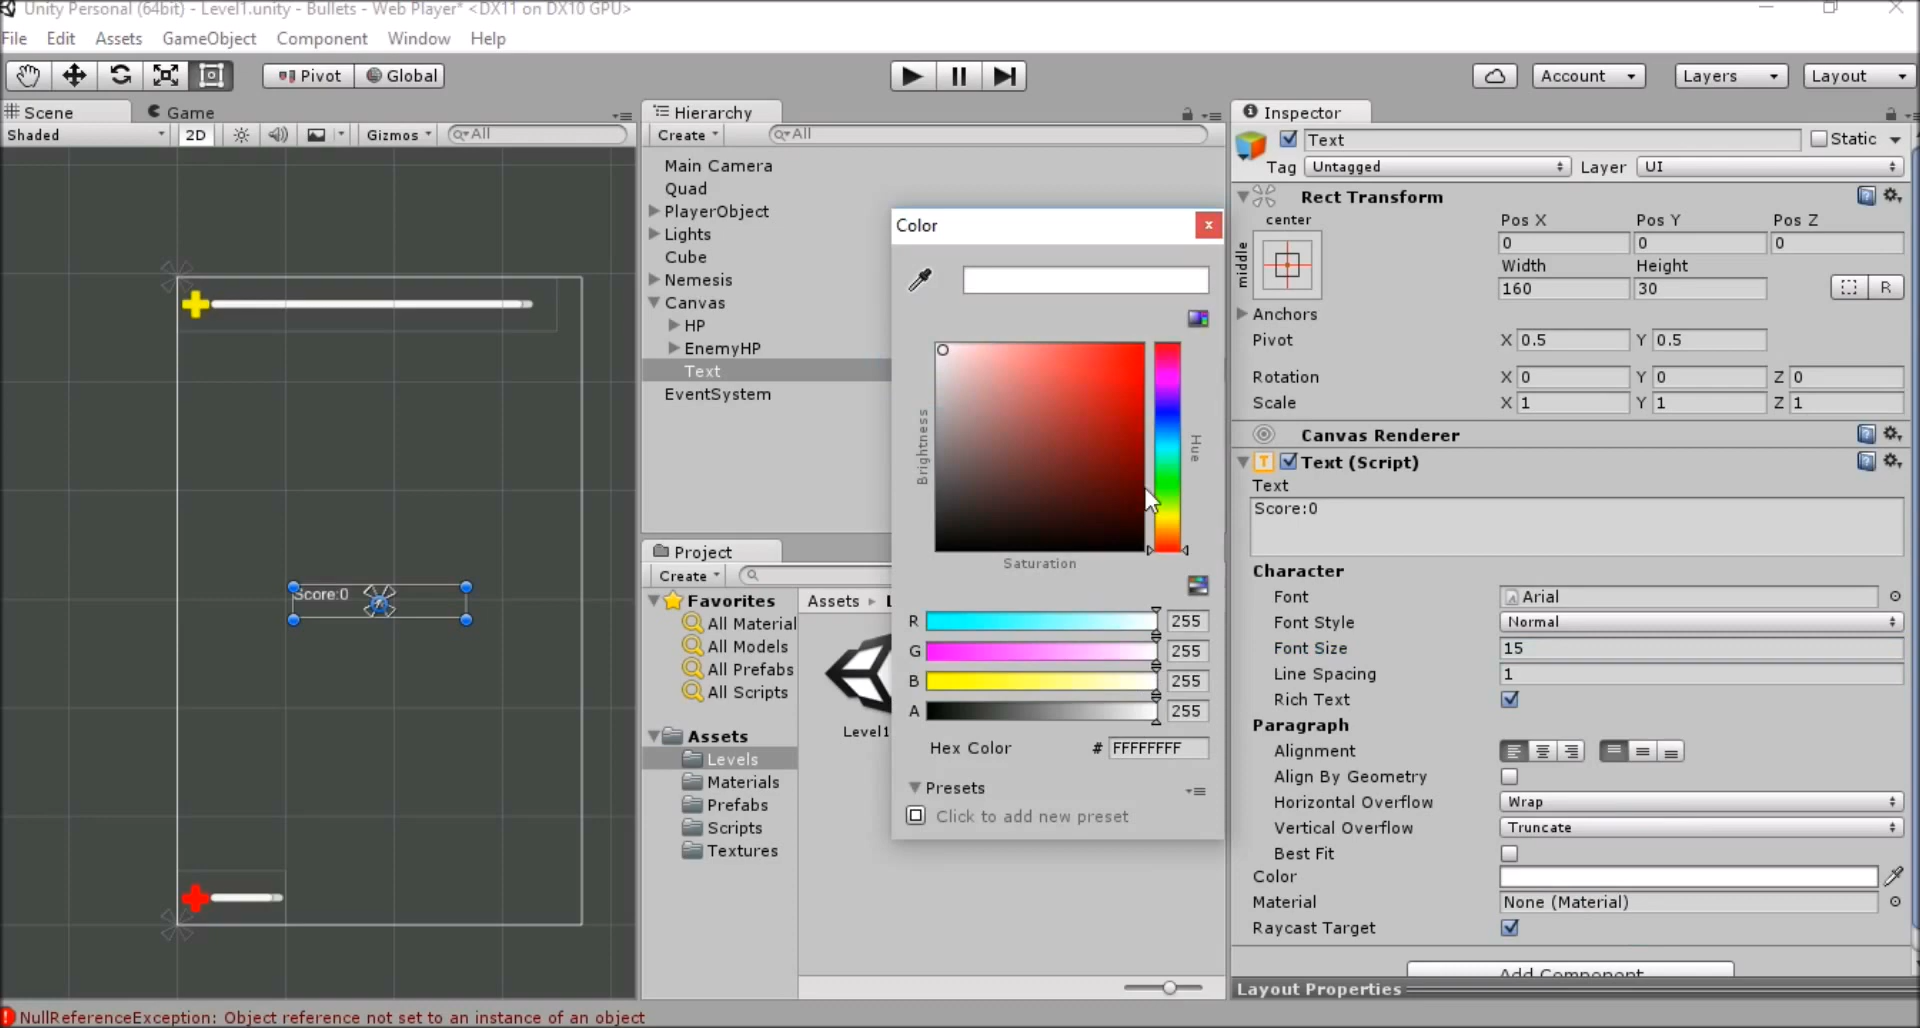 Unity Personal (64bit) - Level1.unity - Bullets - Web Player* <DX11 on DX10 GPU>
File Edit Assets GameObject Component Window Help
Pivot Global Account Layers Layout
Scene Game
Shaded 2D Gizmos All
Score:0
Hierarchy
Create All
Main Camera
Quad
PlayerObject
Lights
Cube
Nemesis
Canvas
HP
EnemyHP
Text
EventSystem
Project
Create
Favorites
All Material
All Models
All Prefabs
All Scripts
Assets
Levels
Materials
Prefabs
Scripts
Textures
Assets
Level1
Color
Brightness
Hue
Saturation
R 255
G 255
B 255
A 255
Hex Color # FFFFFFFF
Presets
Click to add new preset
Inspector
Text Static
Tag Untagged Layer UI
Rect Transform
center
middle
Pos X Pos Y Pos Z
0 0 0
Width Height
160 30 R
Anchors
Pivot X 0.5 Y 0.5
Rotation X 0 Y 0 Z 0
Scale X 1 Y 1 Z 1
Canvas Renderer
Text (Script)
Text
Score:0
Character
Font Arial
Font Style Normal
Font Size 15
Line Spacing 1
Rich Text
Paragraph
Alignment
Align By Geometry
Horizontal Overflow Wrap
Vertical Overflow Truncate
Best Fit
Color
Material None (Material)
Raycast Target
Add Component
Layout Properties
NullReferenceException: Object reference not set to an instance of an object